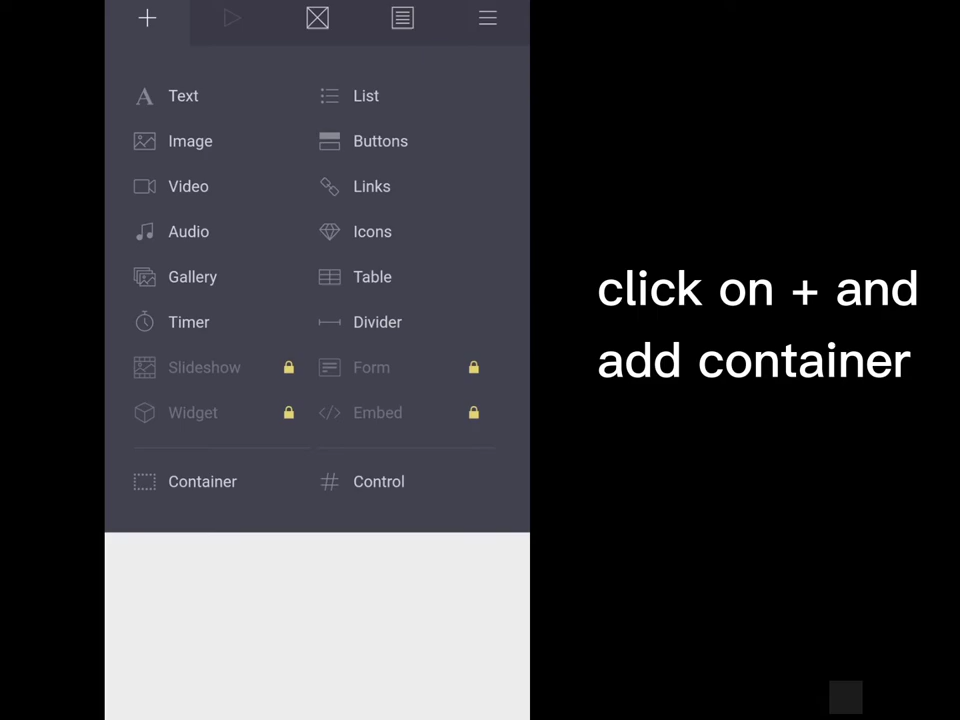 Text
List
Image
Buttons
Video
Links
Audio
Icons
Gallery
Table
Timer
Divider
Slideshow
Form
Widget
Embed
Container
Control
click on + and
add container